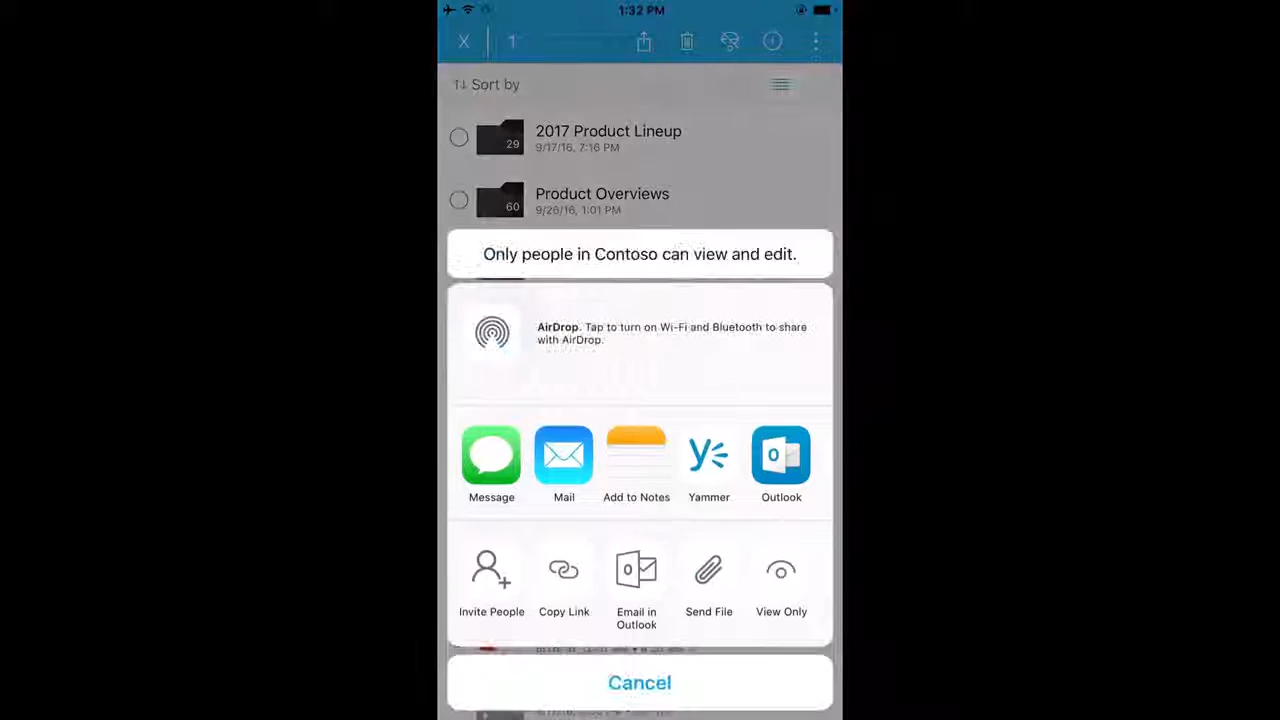 1:32 PM
X 1
Sort by
2017 Product Lineup
29
9/17/16, 7:16 PM
Product Overviews
60
9/26/16, 1:01 PM
Only people in Contoso can view and edit.
AirDrop. Tap to turn on Wi-Fi and Bluetooth to share
with AirDrop.
Message
Mail
Add to Notes
Yammer
Outlook
Invite People
Copy Link
Email in
Outlook
Send File
View Only
Cancel